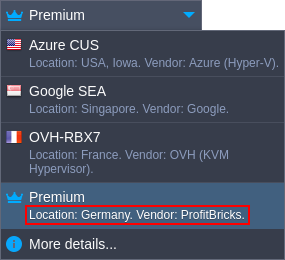 Premium
Azure CUS
Location: USA, Iowa. Vendor: Azure (Hyper-V).
Google SEA
Location: Singapore. Vendor: Google.
OVH-RBX7
Location: France. Vendor: OVH (KVM
Hypervisor).
Premium
Location: Germany. Vendor: ProfitBricks.
More details...